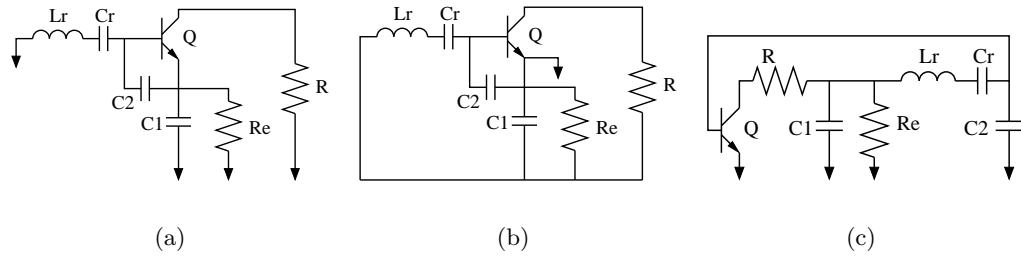 Lr Cr Q C2 C1 Re R
Lr Cr Q C2 C1 Re R
R Lr Cr Q C1 Re C2
(a) (b) (c)